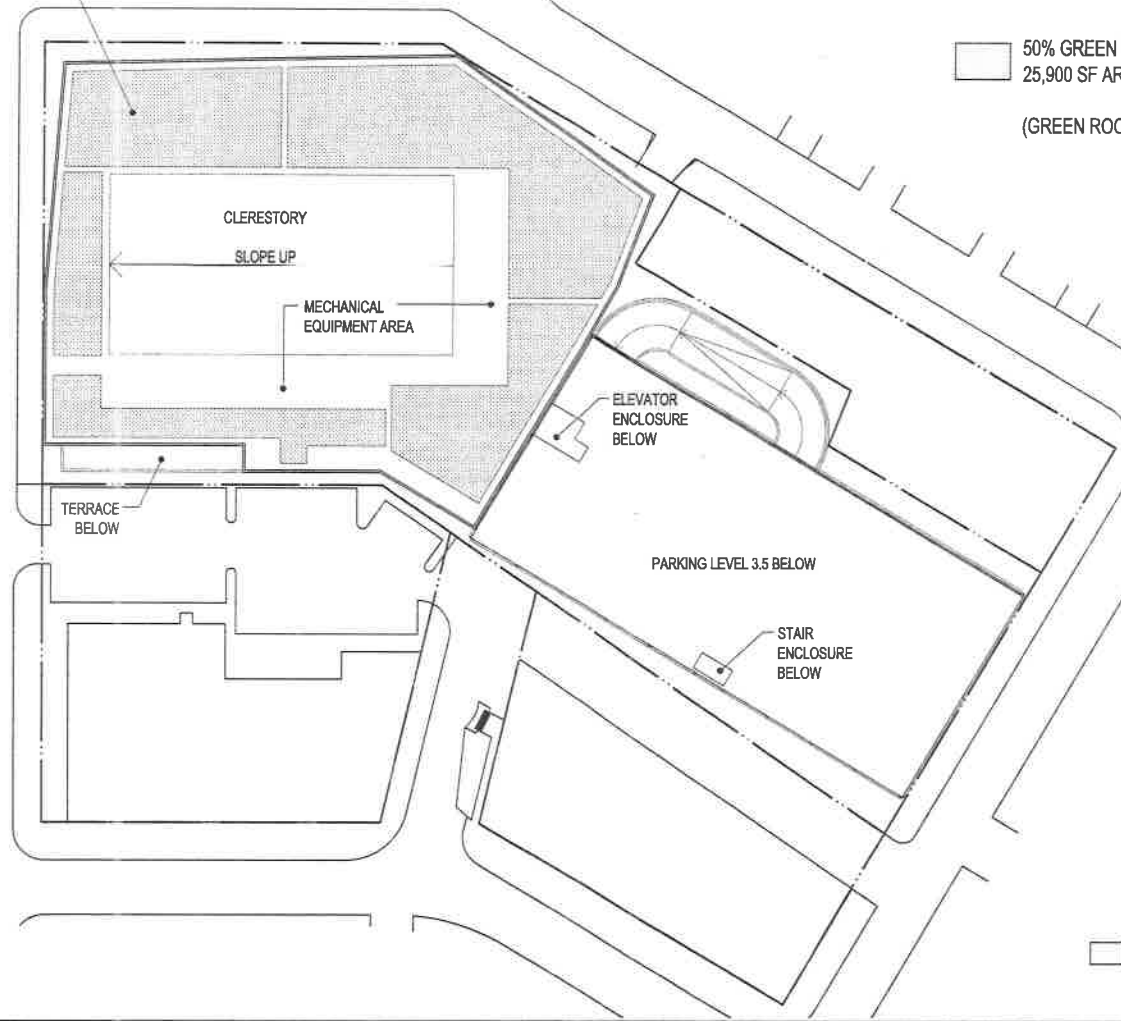 50% GREEN
25,900 SF AR
(GREEN ROO
CLERESTORY
SLOPE UP
MECHANICAL
EQUIPMENT AREA
ELEVATOR
ENCLOSURE
BELOW
TERRACE
BELOW
PARKING LEVEL 3.5 BELOW
STAIR
ENCLOSURE
BELOW